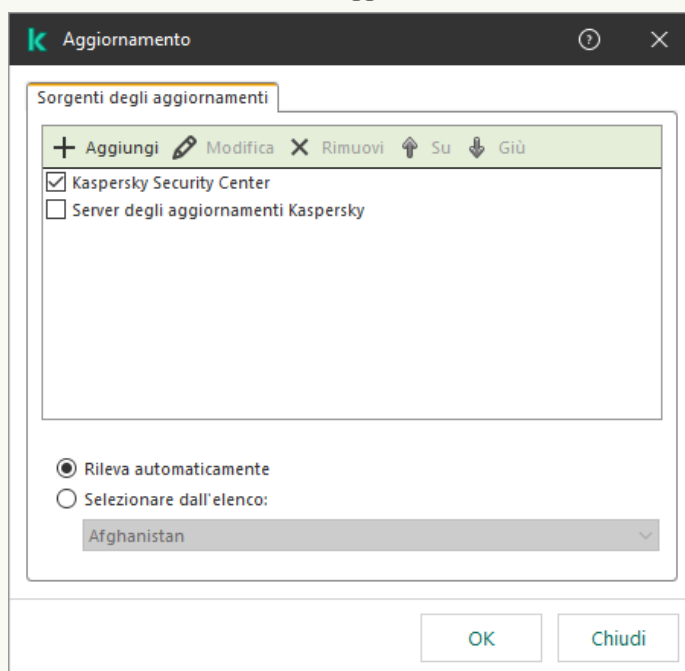 Aggiornamento
Sorgenti degli aggiornamenti
Aggiungi Modifica Rimuovi Su Giù
Kaspersky Security Center
Server degli aggiornamenti Kaspersky
Rileva automaticamente
Selezionare dall'elenco:
Afghanistan
OK Chiudi